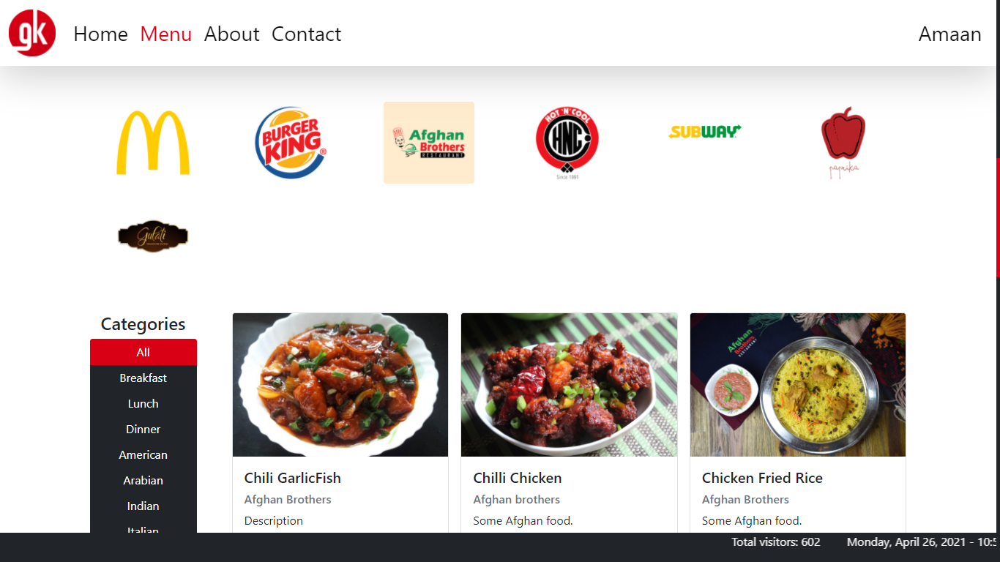 gk Home Menu About Contact Amaan
BURGER KING®
Afghan Brothers RESTAURANT
HOT 'N' COOL HNC Since 1991
SUBWAY
paprika
Gulati
Categories
All
Breakfast
Lunch
Dinner
American
Arabian
Indian
Italian
Afghan Brothers RESTAURANT
Chili GarlicFish
Afghan Brothers
Description
Chilli Chicken
Afghan brothers
Some Afghan food.
Chicken Fried Rice
Afghan Brothers
Some Afghan food.
Total visitors: 602 Monday, April 26, 2021 - 10:5